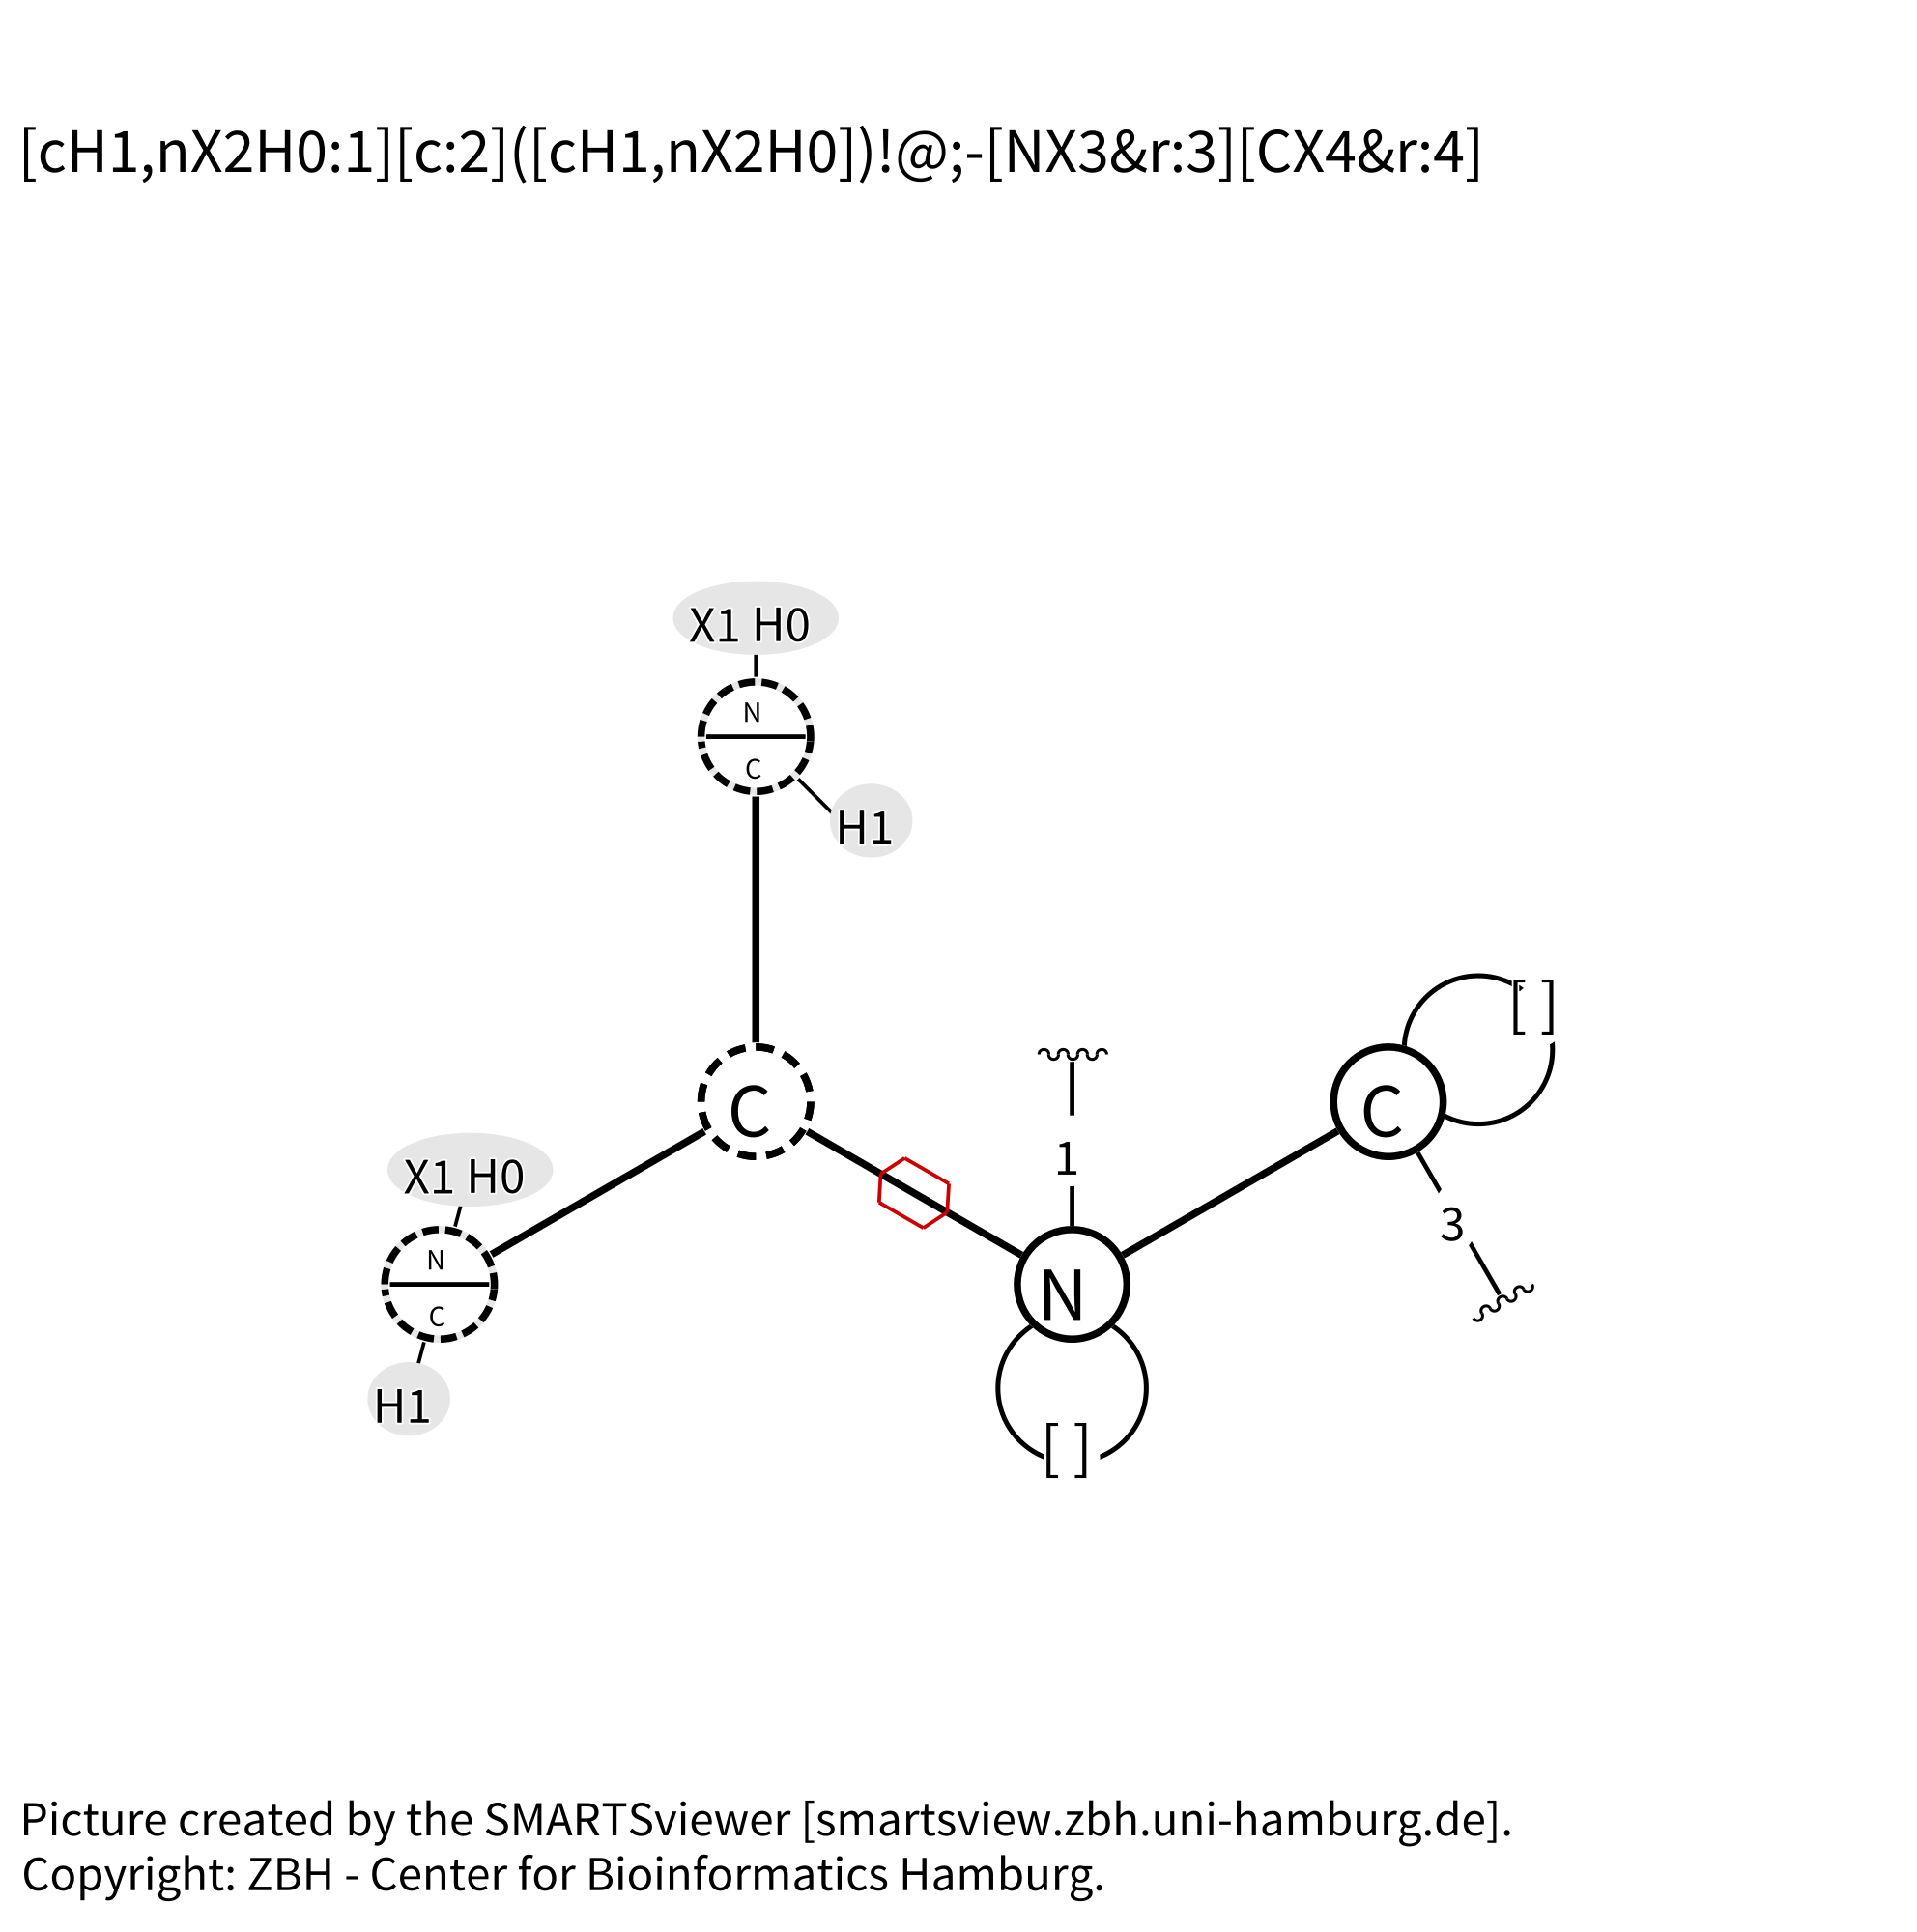 [cH1,nX2H0:1][c:2]([cH1,nX2H0])!@;-[NX3&r:3][CX4&r:4]
X1 H0
N
C
H1
[ ]
C
1
C
X1 H0
3
N
N
C
H1
[ ]
Picture created by the SMARTSviewer [smartsview.zbh.uni-hamburg.de].
Copyright: ZBH - Center for Bioinformatics Hamburg.